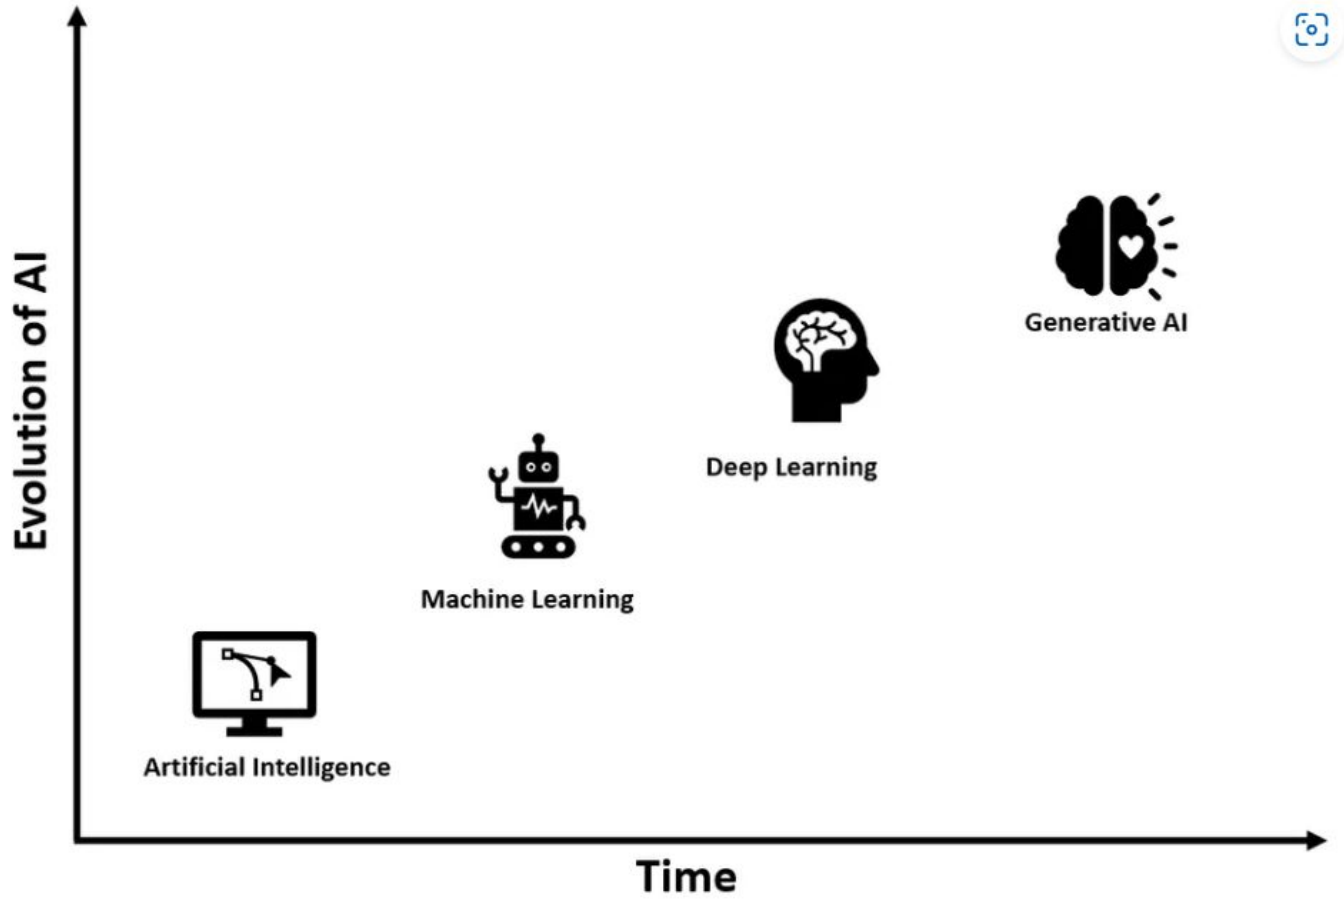 Evolution of AI
Generative AI
Deep Learning
Machine Learning
Artificial Intelligence
Time